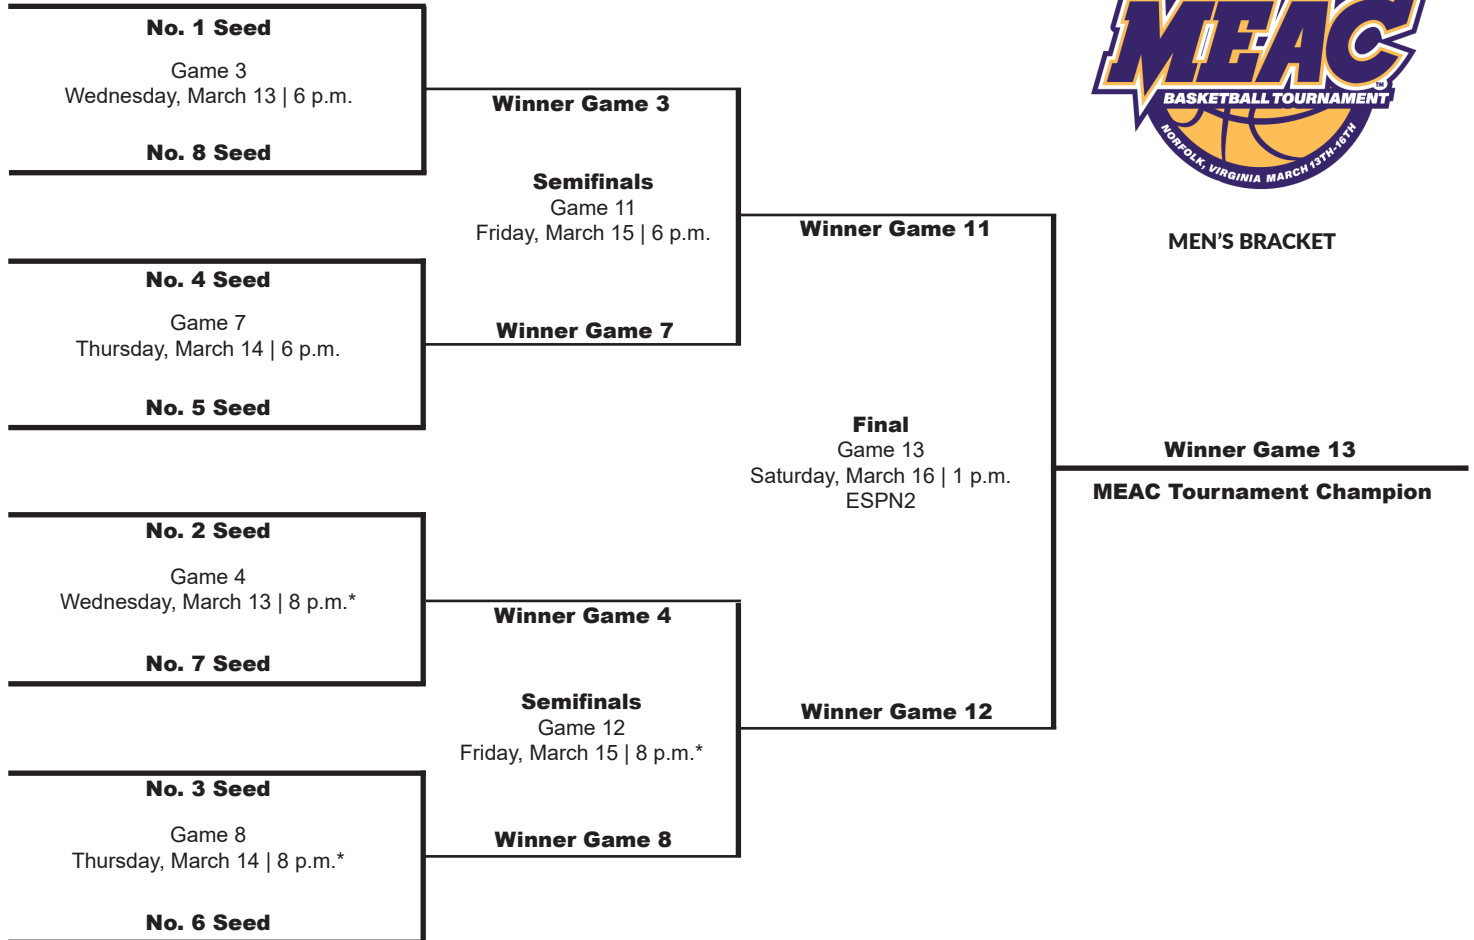 No. 1 Seed
Game 3
Wednesday, March 13 | 6 p.m.
No. 8 Seed
No. 4 Seed
Game 7
Thursday, March 14 | 6 p.m.
No. 5 Seed
No. 2 Seed
Game 4
Wednesday, March 13 | 8 p.m.*
No. 7 Seed
No. 3 Seed
Game 8
Thursday, March 14 | 8 p.m.*
No. 6 Seed
Winner Game 3
Semifinals
Game 11
Friday, March 15 | 6 p.m.
Winner Game 7
Winner Game 4
Semifinals
Game 12
Friday, March 15 | 8 p.m.*
Winner Game 8
Winner Game 11
Final
Game 13
Saturday, March 16 | 1 p.m.
ESPN2
Winner Game 12
MEAC
TM
BASKETBALL TOURNAMENT
NORFOLK, VIRGINIA MARCH 13TH-16TH
MEN'S BRACKET
Winner Game 13
MEAC Tournament Champion